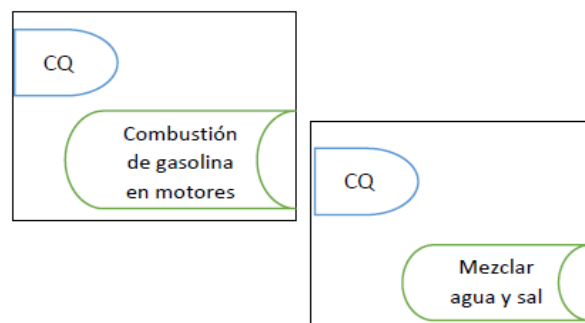 CQ
Combustión
de gasolina
en motores
CQ
Mezclar
agua y sal